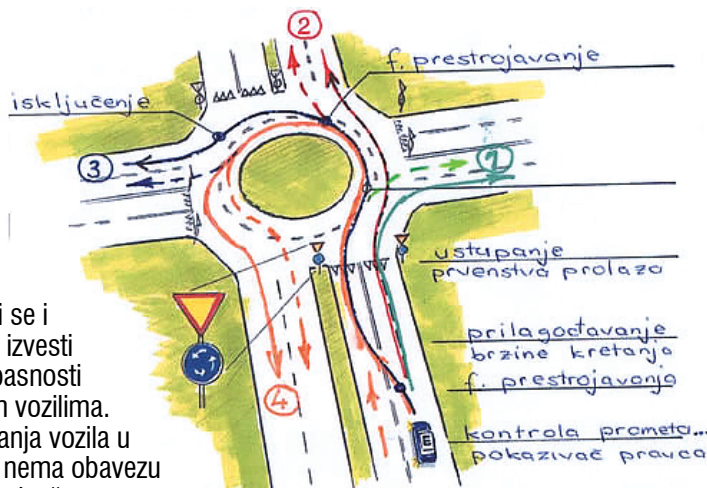 2
f. prestrojavanje
isključenje
3
1
ustupanje
prvenstva prolaza
prilagođavanje
brzine kretanja
f. prestrojavanja
4
kontrola prometa...
pokazivač pravca
i se i
izvesti
pasnosti
n vozilima.
anja vozila u
nema obavezu